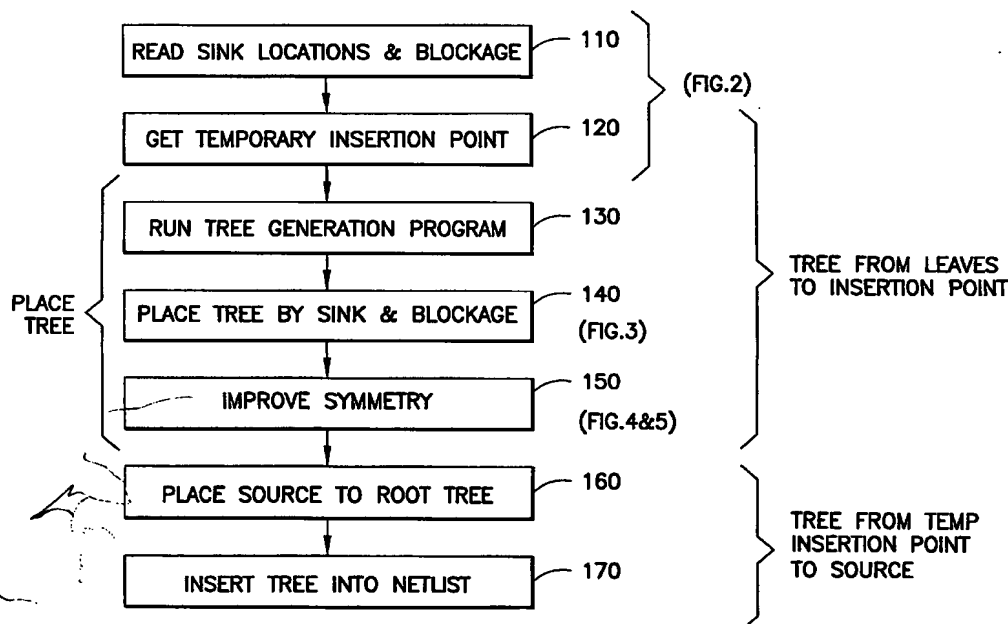 READ SINK LOCATIONS & BLOCKAGE
110
(FIG.2)
GET TEMPORARY INSERTION POINT
120
RUN TREE GENERATION PROGRAM
130
PLACE TREE BY SINK & BLOCKAGE
140
(FIG.3)
IMPROVE SYMMETRY
150
(FIG.4&5)
PLACE
TREE
TREE FROM LEAVES
TO INSERTION POINT
PLACE SOURCE TO ROOT TREE
160
INSERT TREE INTO NETLIST
170
TREE FROM TEMP
INSERTION POINT
TO SOURCE